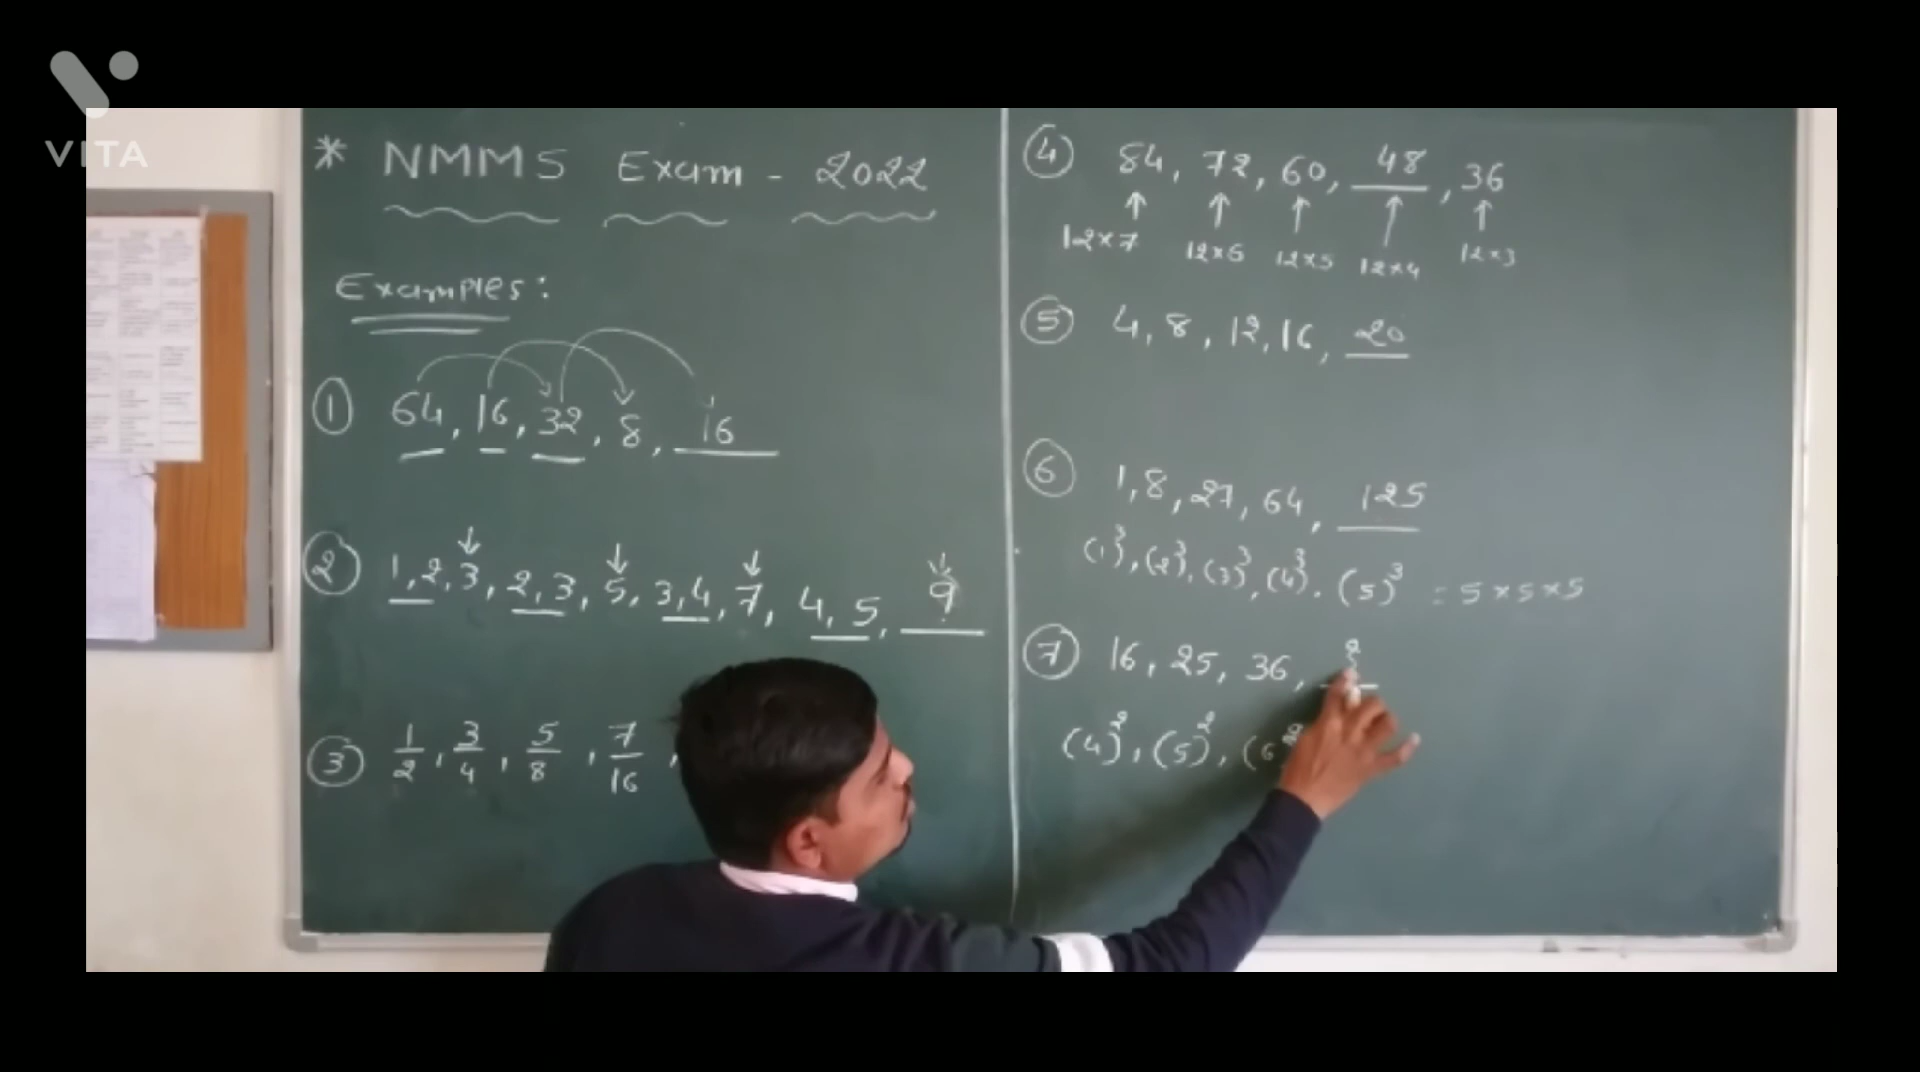 VITA
* NMMS Exam - 2022
Examples:
① 64, 16, 32, 8, 16
② 1, 2, 3, 2, 3, 5, 3, 4, 7, 4, 5, 9
③ 1/2, 3/4, 5/8, 7/16,
④ 84, 72, 60, 48, 36
12×7 12×6 12×5 12×4 12×3
⑤ 4, 8, 12, 16, 20
⑥ 1, 8, 27, 64, 125
(1)³, (2)³, (3)³, (4)³. (5)³ = 5×5×5
⑦ 16, 25, 36,
(4)², (5)², (6²